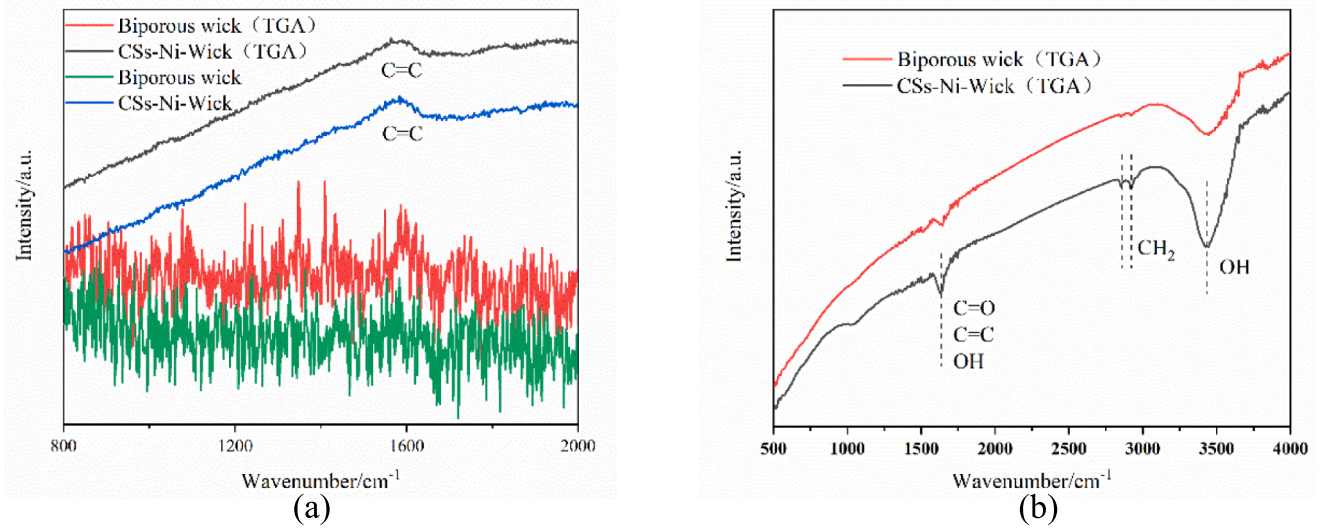 Biporous wick（TGA）
CSs-Ni-Wick（TGA）
Biporous wick
CSs-Ni-Wick
C=C
C=C
Intensity/a.u.
800 1200 1600 2000
Wavenumber/cm⁻¹
(a)
Biporous wick（TGA）
CSs-Ni-Wick（TGA）
CH₂
OH
C=O
C=C
OH
Intensity/a.u.
500 1000 1500 2000 2500 3000 3500 4000
Wavenumber/cm⁻¹
(b)